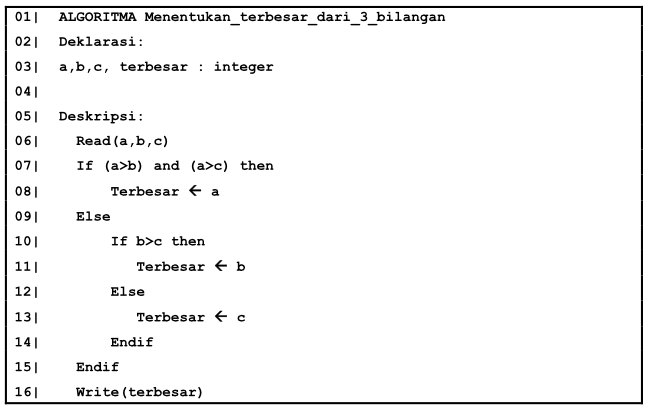 01| ALGORITMA Menentukan_terbesar_dari_3_bilangan
02| Deklarasi:
03| a,b,c, terbesar : integer
04|
05| Deskripsi:
06| Read(a,b,c)
07| If (a>b) and (a>c) then
08| Terbesar ← a
09| Else
10| If b>c then
11| Terbesar ← b
12| Else
13| Terbesar ← c
14| Endif
15| Endif
16| Write(terbesar)